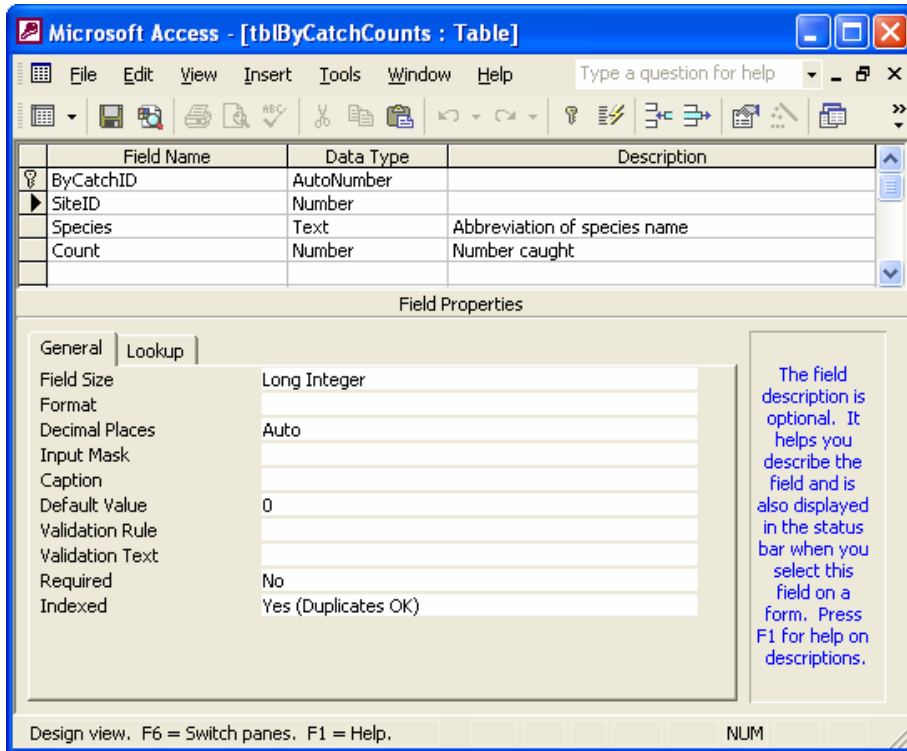 Microsoft Access - [tblByCatchCounts : Table]
File Edit View Insert Tools Window Help Type a question for help
ABC
Field Name Data Type Description
ByCatchID AutoNumber
SiteID Number
Species Text Abbreviation of species name
Count Number Number caught
Field Properties
General Lookup
Field Size Long Integer
Format
Decimal Places Auto
Input Mask
Caption
Default Value 0
Validation Rule
Validation Text
Required No
Indexed Yes (Duplicates OK)
The field
description is
optional. It
helps you
describe the
field and is
also displayed
in the status
bar when you
select this
field on a
form. Press
F1 for help on
descriptions.
Design view. F6 = Switch panes. F1 = Help. NUM